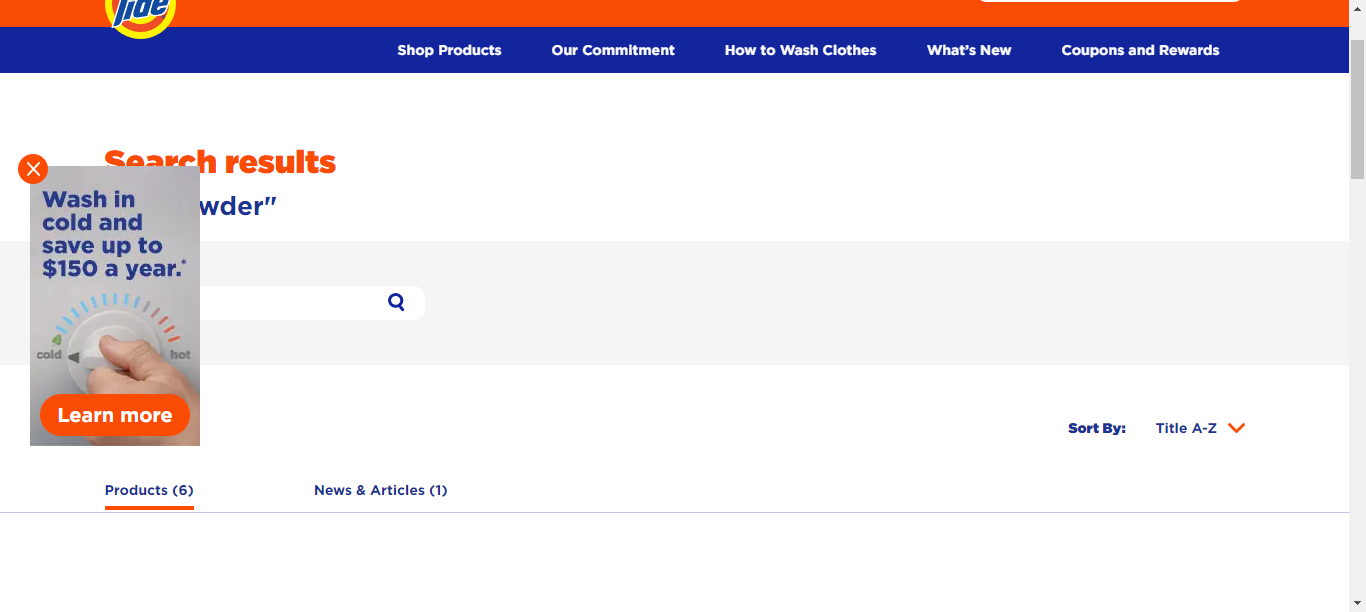 Tide
Shop Products
Our Commitment
How to Wash Clothes
What's New
Coupons and Rewards
Search results
wder"
Wash in
cold and
save up to
$150 a year.*
cold
hot
Learn more
Sort By:
Title A-Z
Products (6)
News & Articles (1)